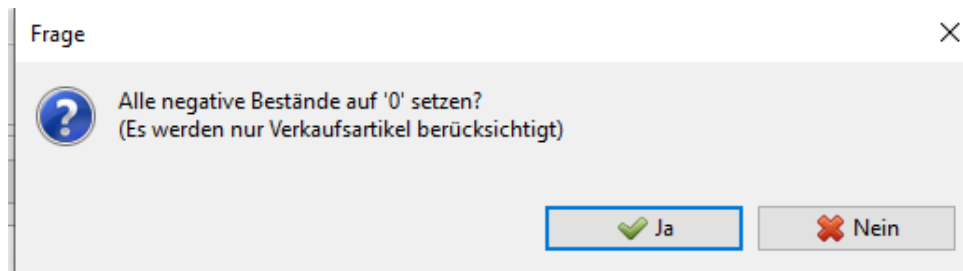 Frage
Alle negative Bestände auf '0' setzen?
(Es werden nur Verkaufsartikel berücksichtigt)
Ja
Nein